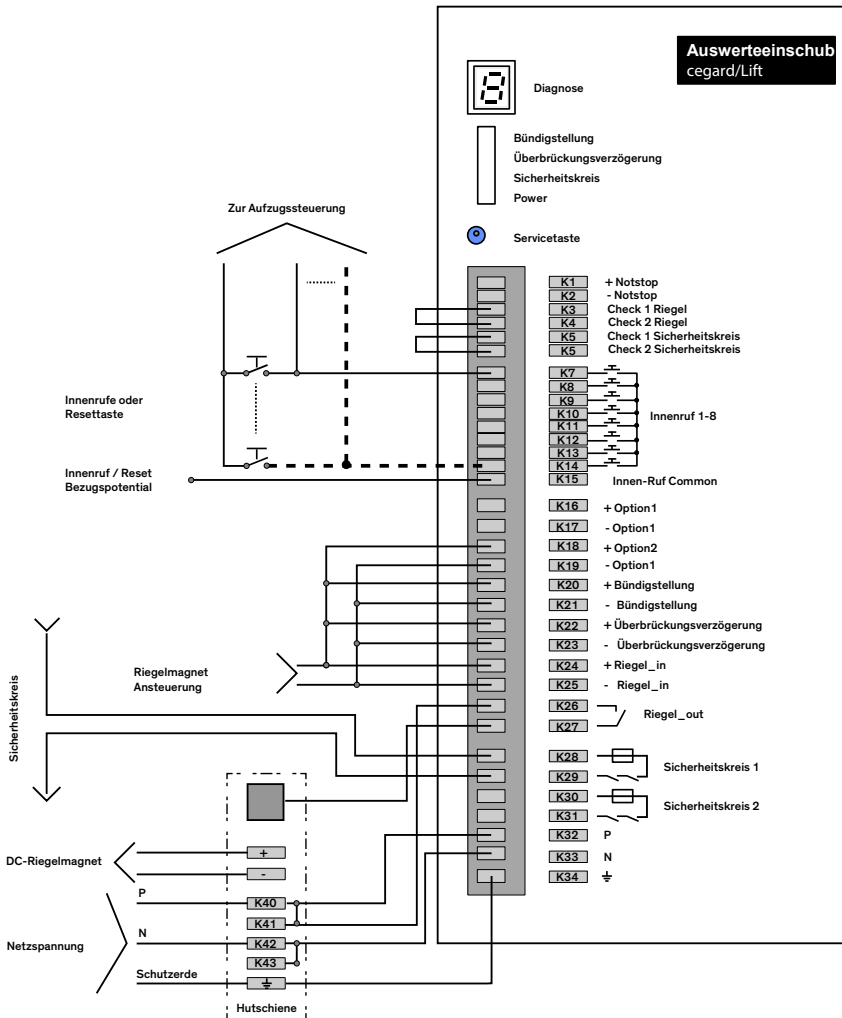 Auswerteeinschub
cegard/Lift
Diagnose
Bündigstellung
Überbrückungsverzögerung
Sicherheitskreis
Power
Servicetaste
Zur Aufzugssteuerung
Innenrufe oder
Resettaste
Innenruf / Reset
Bezugspotential
K1 + Notstop
K2 - Notstop
K3 Check 1 Riegel
K4 Check 2 Riegel
K5 Check 1 Sicherheitskreis
K5 Check 2 Sicherheitskreis
K7
K8
K9
K10
K11
K12
K13
K14
Innenruf 1-8
K15 Innen-Ruf Common
K16 + Option1
K17 - Option1
K18 + Option2
K19 - Option1
K20 + Bündigstellung
K21 - Bündigstellung
K22 + Überbrückungsverzögerung
K23 - Überbrückungsverzögerung
K24 + Riegel_in
K25 - Riegel_in
K26
K27
Riegel_out
K28
K29
Sicherheitskreis 1
K30
K31
Sicherheitskreis 2
K32 P
K33 N
K34
Riegelmagnet
Ansteuerung
Sicherheitskreis
DC-Riegelmagnet
+
-
Netzspannung
P
N
Schutzerde
K40
K41
K42
K43
Hutschiene